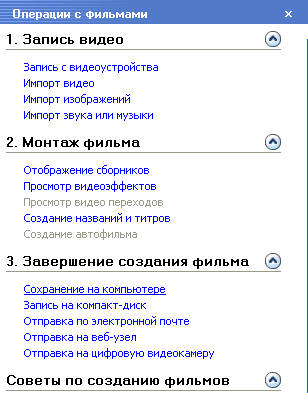 Операции с фильмами
1. Запись видео
Запись с видеоустройства
Импорт видео
Импорт изображений
Импорт звука или музыки
2. Монтаж фильма
Отображение сборников
Просмотр видеоэффектов
Просмотр видео переходов
Создание названий и титров
Создание автофильма
3. Завершение создания фильма
Сохранение на компьютере
Запись на компакт-диск
Отправка по электронной почте
Отправка на веб-узел
Отправка на цифровую видеокамеру
Советы по созданию фильмов